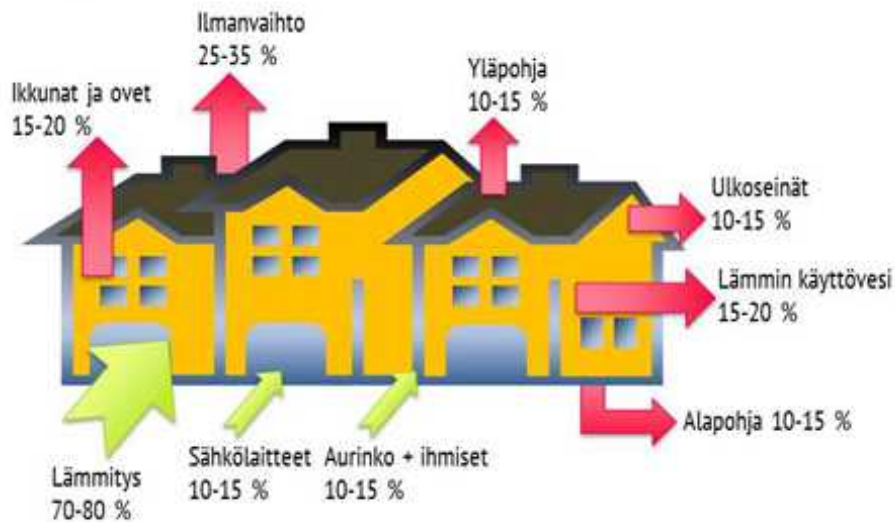 Ilmanvaihto
25-35 %
Yläpohja
10-15 %
Ikkunat ja ovet
15-20 %
Ulkoseinät
10-15 %
Lämmin käyttövesi
15-20 %
Alapohja 10-15 %
Lämmitys
70-80 %
Sähkölaitteet
10-15 %
Aurinko + ihmiset
10-15 %